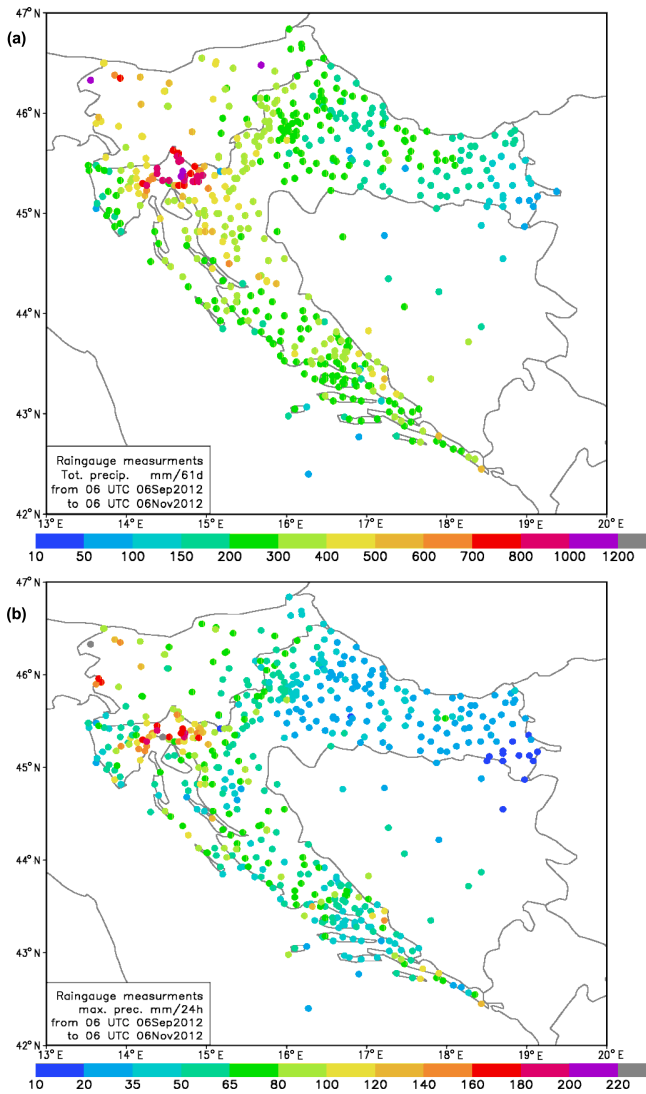 47°N
(a)
46°N
45°N
44°N
43°N
Raingauge measurments
Tot. precip. mm/61d
from 06 UTC 06Sep2012
to 06 UTC 06Nov2012
42°N
13°E 14°E 15°E 16°E 17°E 18°E 19°E 20°E
10 50 100 150 200 300 400 500 600 700 800 1000 1200
47°N
(b)
46°N
45°N
44°N
43°N
Raingauge measurments
max. prec. mm/24h
from 06 UTC 06Sep2012
to 06 UTC 06Nov2012
42°N
13°E 14°E 15°E 16°E 17°E 18°E 19°E 20°E
10 20 35 50 65 80 100 120 140 160 180 200 220